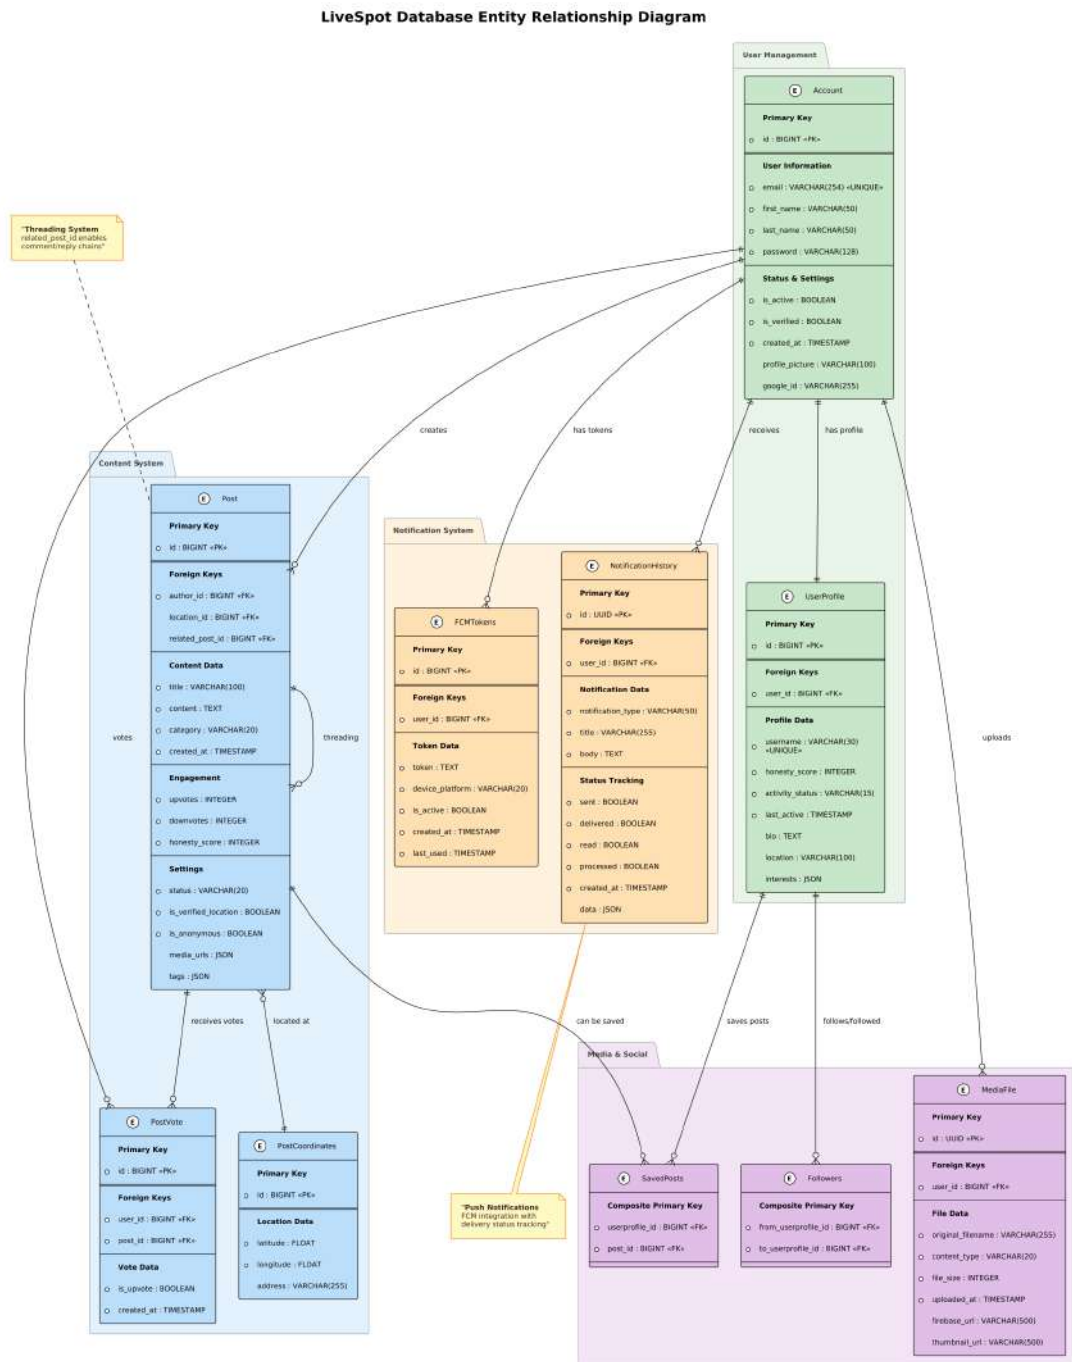 LiveSpot Database Entity Relationship Diagram
User Management
E Account
Primary Key
id : BIGINT «PK»
User Information
email : VARCHAR(254) «UNIQUE»
first_name : VARCHAR(50)
last_name : VARCHAR(50)
password : VARCHAR(128)
Status & Settings
is_active : BOOLEAN
is_verified : BOOLEAN
created_at : TIMESTAMP
profile_picture : VARCHAR(100)
google_id : VARCHAR(255)
"Threading System
related_post_id enables
comment/reply chains"
creates
has tokens
receives
has profile
Content System
E Post
Primary Key
id : BIGINT «PK»
Foreign Keys
author_id : BIGINT «FK»
location_id : BIGINT «FK»
related_post_id : BIGINT «FK»
Content Data
title : VARCHAR(100)
content : TEXT
category : VARCHAR(20)
created_at : TIMESTAMP
Engagement
upvotes : INTEGER
downvotes : INTEGER
honesty_score : INTEGER
Settings
status : VARCHAR(20)
is_verified_location : BOOLEAN
is_anonymous : BOOLEAN
media_urls : JSON
tags : JSON
votes
threading
Notification System
E FCMTokens
Primary Key
id : BIGINT «PK»
Foreign Keys
user_id : BIGINT «FK»
Token Data
token : TEXT
device_platform : VARCHAR(20)
is_active : BOOLEAN
created_at : TIMESTAMP
last_used : TIMESTAMP
E NotificationHistory
Primary Key
id : UUID «PK»
Foreign Keys
user_id : BIGINT «FK»
Notification Data
notification_type : VARCHAR(50)
title : VARCHAR(255)
body : TEXT
Status Tracking
sent : BOOLEAN
delivered : BOOLEAN
read : BOOLEAN
processed : BOOLEAN
created_at : TIMESTAMP
data : JSON
E UserProfile
Primary Key
id : BIGINT «PK»
Foreign Keys
user_id : BIGINT «FK»
Profile Data
username : VARCHAR(30)
«UNIQUE»
honesty_score : INTEGER
activity_status : VARCHAR(15)
last_active : TIMESTAMP
bio : TEXT
location : VARCHAR(100)
interests : JSON
uploads
receives votes
located at
can be saved
saves posts
follows/followed
E PostVote
Primary Key
id : BIGINT «PK»
Foreign Keys
user_id : BIGINT «FK»
post_id : BIGINT «FK»
Vote Data
is_upvote : BOOLEAN
created_at : TIMESTAMP
E PostCoordinates
Primary Key
id : BIGINT «PK»
Location Data
latitude : FLOAT
longitude : FLOAT
address : VARCHAR(255)
"Push Notifications
FCM integration with
delivery status tracking"
Media & Social
E SavedPosts
Composite Primary Key
userprofile_id : BIGINT «FK»
post_id : BIGINT «FK»
E Followers
Composite Primary Key
from_userprofile_id : BIGINT «FK»
to_userprofile_id : BIGINT «FK»
E MediaFile
Primary Key
id : UUID «PK»
Foreign Keys
user_id : BIGINT «FK»
File Data
original_filename : VARCHAR(255)
content_type : VARCHAR(20)
file_size : INTEGER
uploaded_at : TIMESTAMP
firebase_url : VARCHAR(500)
thumbnail_url : VARCHAR(500)